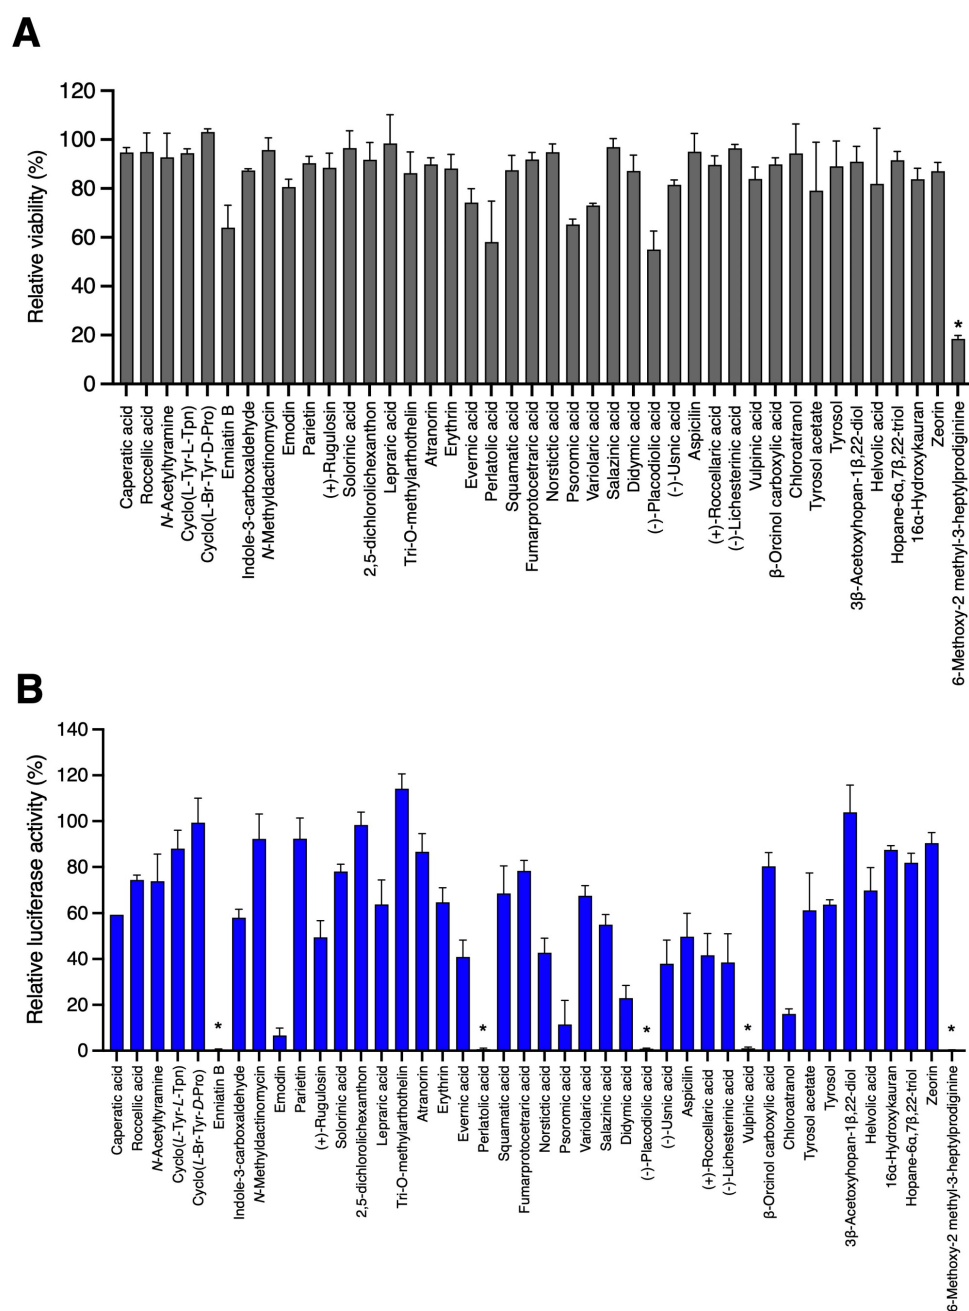 A
Relative viability (%)
120
100
80
60
40
20
0
*
Caperatic acid
Roccellic acid
N-Acetyltyramine
Cyclo(L-Tyr-L-Tpn)
Cyclo(L-Br-Tyr-D-Pro)
Enniatin B
Indole-3-carboxaldehyde
N-Methyldactinomycin
Emodin
Parietin
(+)-Rugulosin
Solorinic acid
2,5-dichlorolichexanthon
Lepraric acid
Tri-O-methylarthothelin
Atranorin
Erythrin
Evernic acid
Perlatolic acid
Squamatic acid
Fumarprotocetraric acid
Norstictic acid
Psoromic acid
Variolaric acid
Salazinic acid
Didymic acid
(-)-Placodiolic acid
(-)-Usnic acid
Aspicilin
(+)-Roccellaric acid
(-)-Lichesterinic acid
Vulpinic acid
β-Orcinol carboxylic acid
Chloroatranol
Tyrosol acetate
Tyrosol
3β-Acetoxyhopan-1β,22-diol
Helvolic acid
Hopane-6α,7β,22-triol
16α-Hydroxykauran
Zeorin
6-Methoxy-2 methyl-3-heptylprodiginine
B
Relative luciferase activity (%)
140
120
100
80
60
40
20
0
*
*
*
*
*
Caperatic acid
Roccellic acid
N-Acetyltyramine
Cyclo(L-Tyr-L-Tpn)
Cyclo(L-Br-Tyr-D-Pro)
Enniatin B
Indole-3-carboxaldehyde
N-Methyldactinomycin
Emodin
Parietin
(+)-Rugulosin
Solorinic acid
2,5-dichlorolichexanthon
Lepraric acid
Tri-O-methylarthothelin
Atranorin
Erythrin
Evernic acid
Perlatolic acid
Squamatic acid
Fumarprotocetraric acid
Norstictic acid
Psoromic acid
Variolaric acid
Salazinic acid
Didymic acid
(-)-Placodiolic acid
(-)-Usnic acid
Aspicilin
(+)-Roccellaric acid
(-)-Lichesterinic acid
Vulpinic acid
β-Orcinol carboxylic acid
Chloroatranol
Tyrosol acetate
Tyrosol
3β-Acetoxyhopan-1β,22-diol
Helvolic acid
16α-Hydroxykauran
Hopane-6α,7β,22-triol
Zeorin
6-Methoxy-2 methyl-3-heptylprodiginine